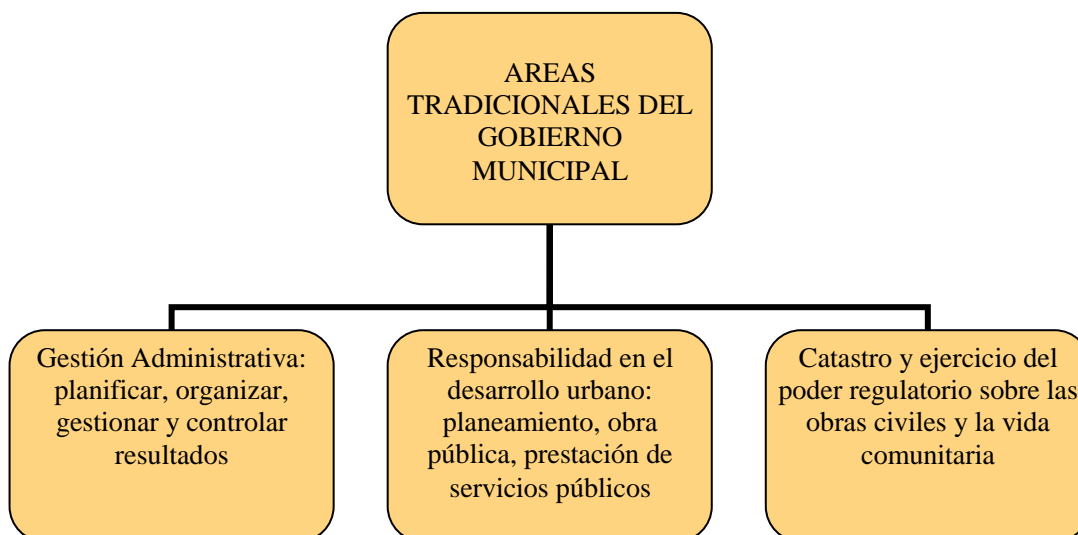 AREAS
TRADICIONALES DEL
GOBIERNO
MUNICIPAL
Gestión Administrativa:
planificar, organizar,
gestionar y controlar
resultados
Responsabilidad en el
desarrollo urbano:
planeamiento, obra
pública, prestación de
servicios públicos
Catastro y ejercicio del
poder regulatorio sobre las
obras civiles y la vida
comunitaria